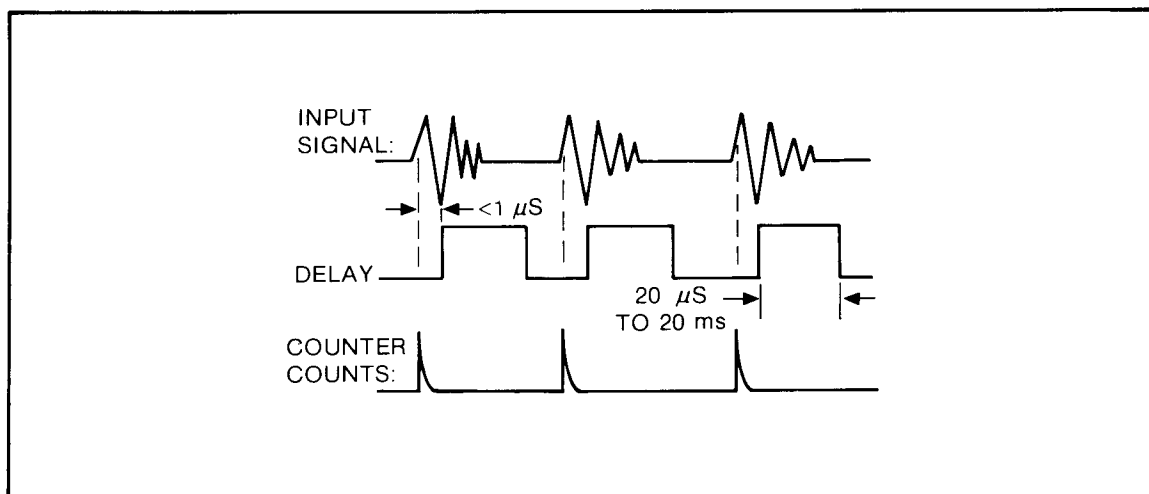 INPUT
SIGNAL:
<1 μS
DELAY
20 μS
TO 20 ms
COUNTER
COUNTS: